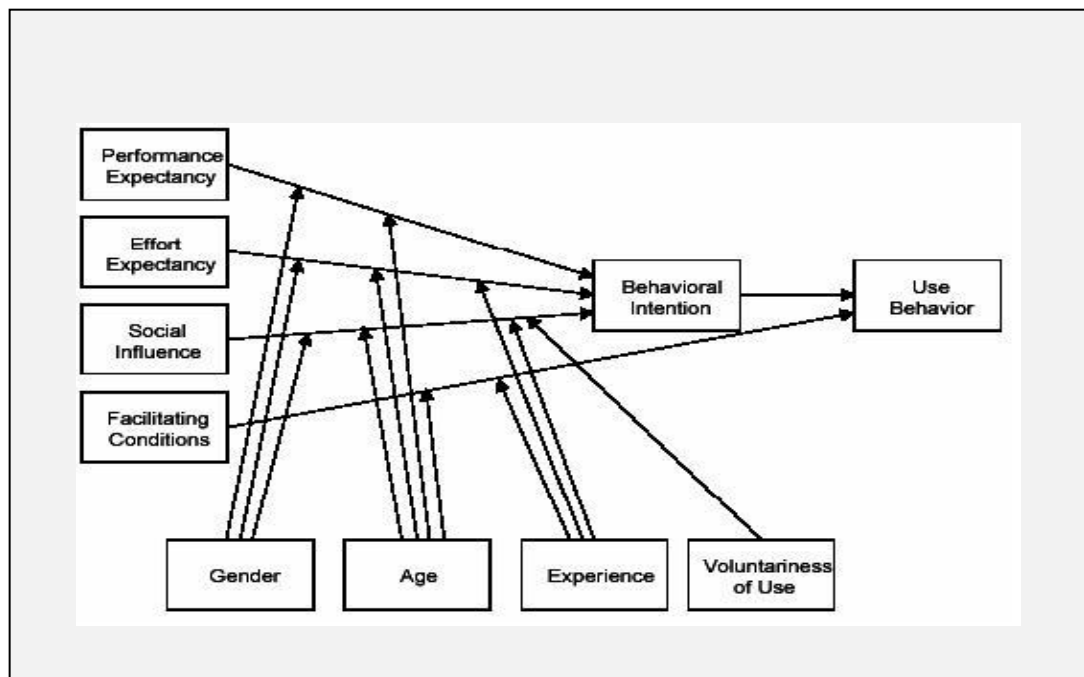 Performance
Expectancy
Effort
Expectancy
Social
Influence
Facilitating
Conditions
Behavioral
Intention
Use
Behavior
Gender
Age
Experience
Voluntariness
of Use